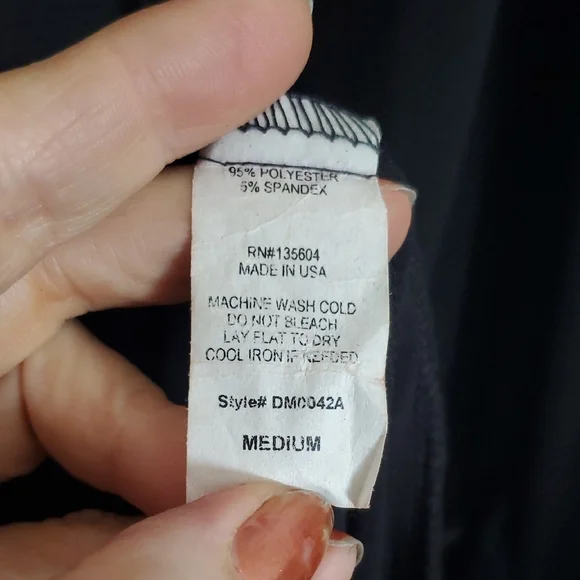 95% POLYESTER
5% SPANDEX
RN#135604
MADE IN USA
MACHINE WASH COLD
DO NOT BLEACH
LAY FLAT TO DRY
COOL IRON IF NEEDED
Style# DM0042A
MEDIUM